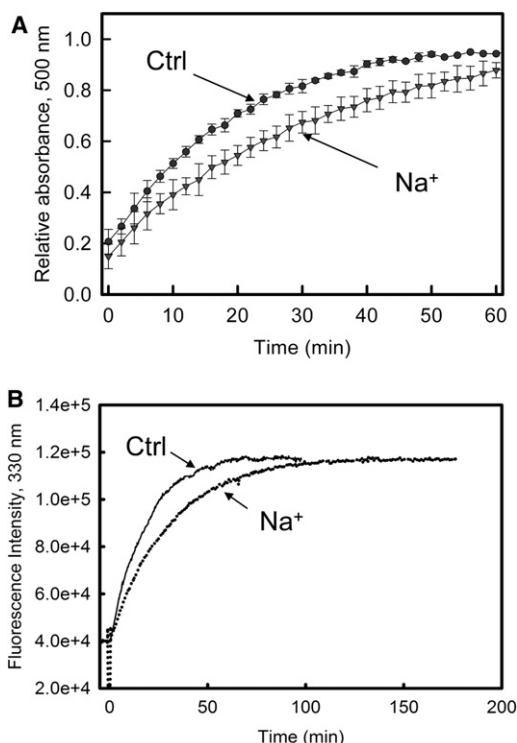 A
Relative absorbance, 500 nm
1.0
0.8
0.6
0.4
0.2
0.0
Ctrl
Na⁺
0 10 20 30 40 50 60
Time (min)
B
Fluorescence Intensity, 330 nm
1.4e+5
1.2e+5
1.0e+5
8.0e+4
6.0e+4
4.0e+4
2.0e+4
Ctrl
Na⁺
0 50 100 150 200
Time (min)